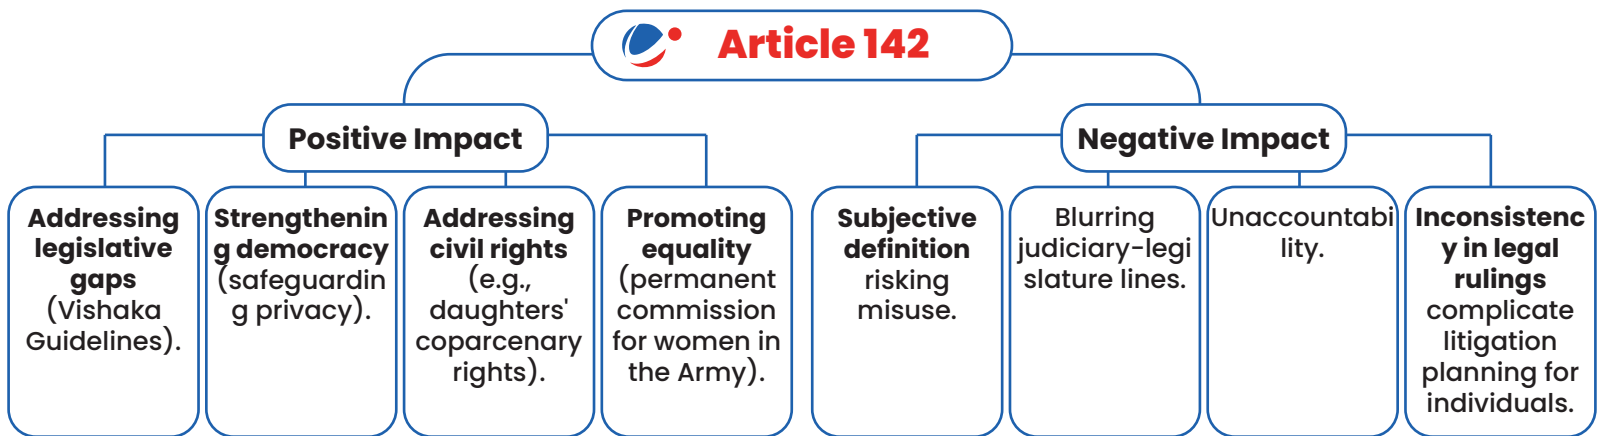 Article 142
Positive Impact
Negative Impact
Addressing
legislative
gaps
(Vishaka
Guidelines).
Strengthenin
g democracy
(safeguardin
g privacy).
Addressing
civil rights
(e.g.,
daughters'
coparcenary
rights).
Promoting
equality
(permanent
commission
for women in
the Army).
Subjective
definition
risking
misuse.
Blurring
judiciary-legi
slature lines.
Unaccountabi
lity.
Inconsistenc
y in legal
rulings
complicate
litigation
planning for
individuals.